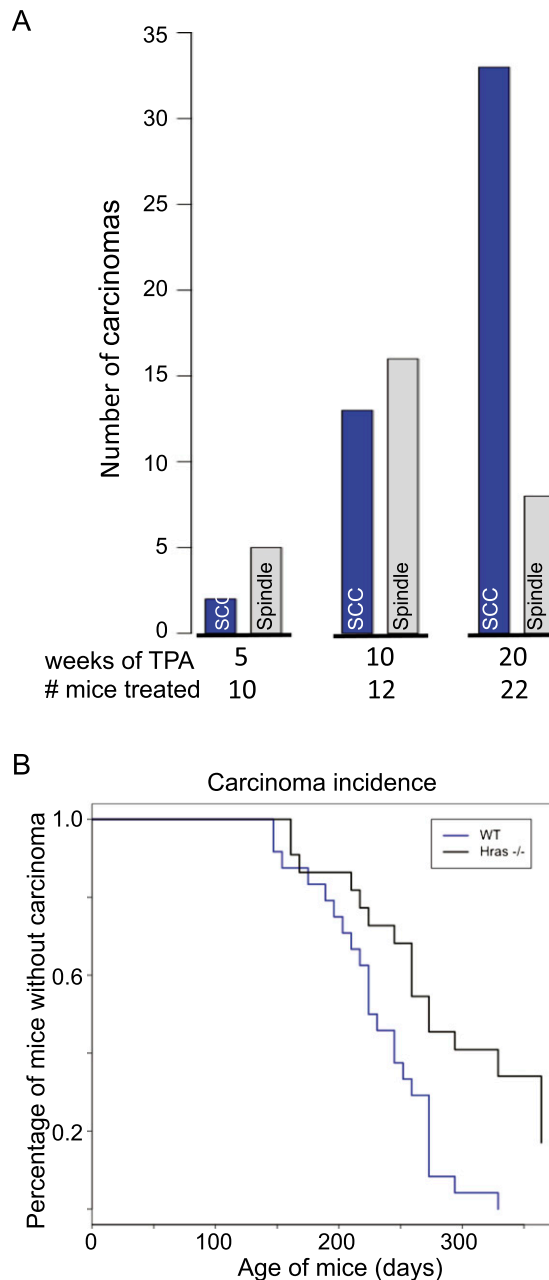 A
35
30
25
20
15
10
5
0
Number of carcinomas
SCC
Spindle
SCC
Spindle
SCC
Spindle
weeks of TPA 5 10 20
# mice treated 10 12 22
B
Carcinoma incidence
1.0
0.6
0.2
Percentage of mice without carcinoma
WT
Hras -/-
0 100 200 300
Age of mice (days)